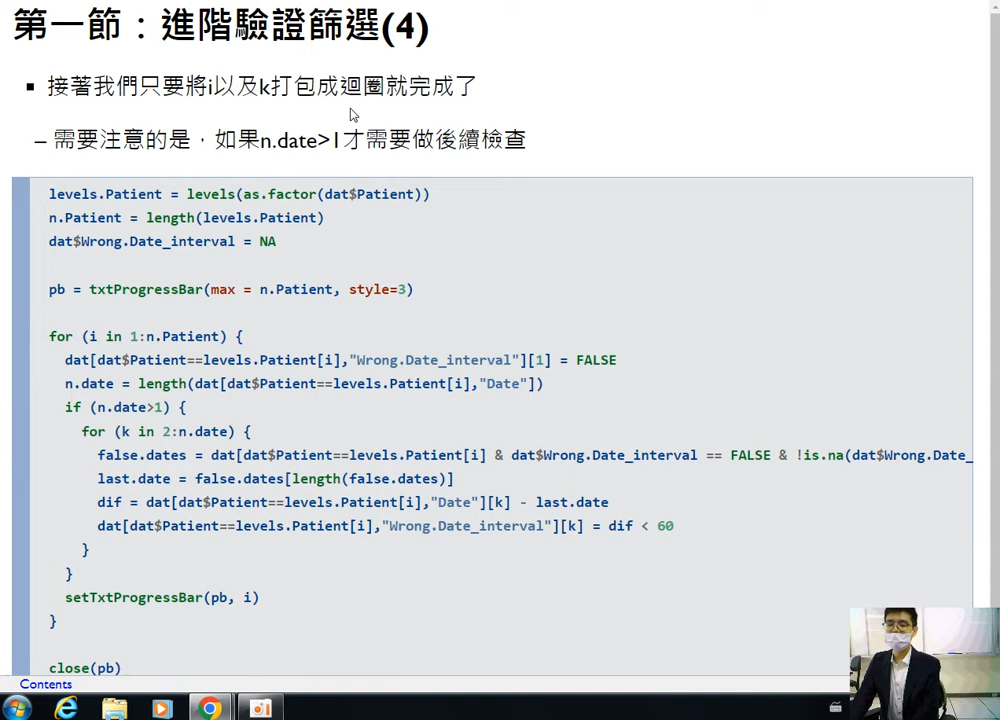 第一節：進階驗證篩選(4)
▪ 接著我們只要將i以及k打包成迴圈就完成了
– 需要注意的是，如果n.date>1才需要做後續檢查
levels.Patient = levels(as.factor(dat$Patient))
n.Patient = length(levels.Patient)
dat$Wrong.Date_interval = NA
pb = txtProgressBar(max = n.Patient, style=3)
for (i in 1:n.Patient) {
dat[dat$Patient==levels.Patient[i],"Wrong.Date_interval"][1] = FALSE
n.date = length(dat[dat$Patient==levels.Patient[i],"Date"])
if (n.date>1) {
for (k in 2:n.date) {
false.dates = dat[dat$Patient==levels.Patient[i] & dat$Wrong.Date_interval == FALSE & !is.na(dat$Wrong.Date_
last.date = false.dates[length(false.dates)]
dif = dat[dat$Patient==levels.Patient[i],"Date"][k] - last.date
dat[dat$Patient==levels.Patient[i],"Wrong.Date_interval"][k] = dif < 60
}
}
setTxtProgressBar(pb, i)
}
close(pb)
Contents